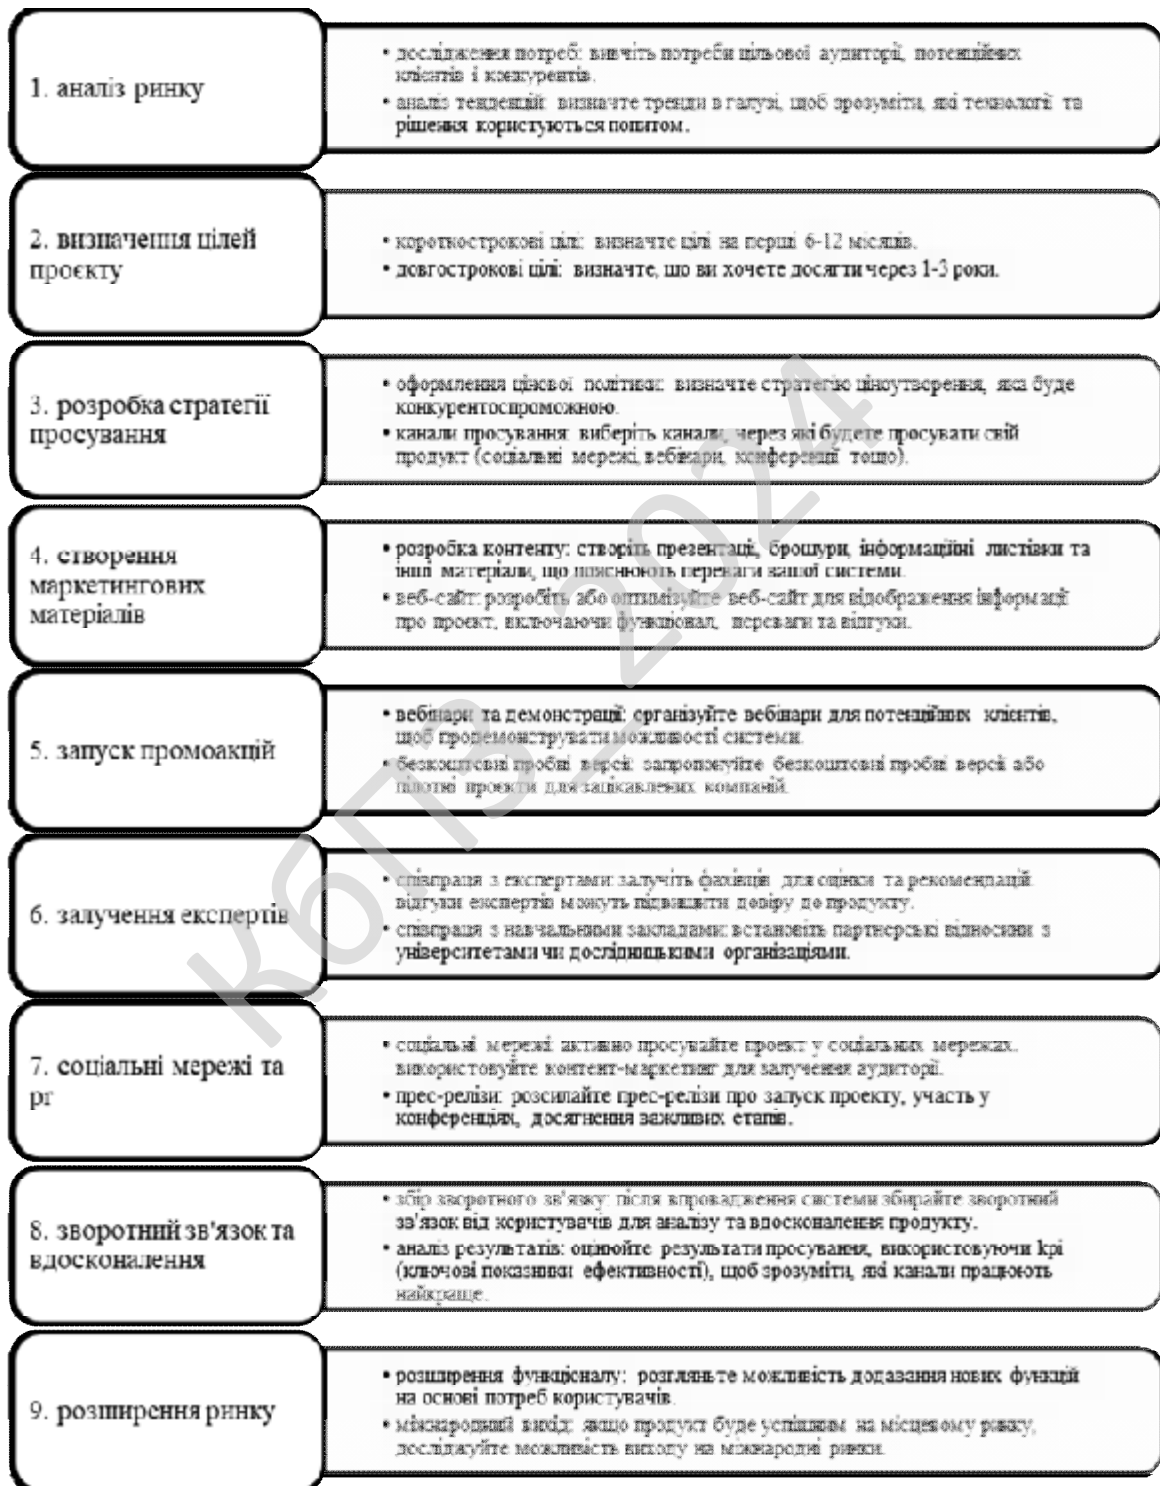 1. аналіз ринку
• дослідження потреб: вивчіть потреби цільової аудиторії, потенційних
клієнтів і конкурентів.
• аналіз тенденцій: визначте тренди в галузі, щоб зрозуміти, які технології та
рішення користуються попитом.
2. визначення цілей
проєкту
• короткострокові цілі: визначте цілі на перші 6-12 місяців.
• довгострокові цілі: визначте, що ви хочете досягти через 1-3 роки.
3. розробка стратегії
просування
• оформлення цінової політики: визначте стратегію ціноутворення, яка буде
конкурентоспроможною.
• канали просування: виберіть канали, через які будете просувати свій
продукт (соціальні мережі, вебінари, конференції тощо).
4. створення
маркетингових
матеріалів
• розробка контенту: створіть презентації, брошури, інформаційні листівки та
інші матеріали, що пояснюють переваги вашої системи.
• веб-сайт: розробіть або оптимізуйте веб-сайт для відображення інформації
про проєкт, включаючи функціонал, переваги та відгуки.
5. запуск промоакцій
• вебінари та демонстрації: організуйте вебінари для потенційних клієнтів,
щоб продемонструвати можливості системи.
• безкоштовні пробні версії: запропонуйте безкоштовні пробні версії або
пілотні проєкти для зацікавлених компаній.
6. залучення експертів
• співпраця з експертами: залучіть фахівців для оцінки та рекомендацій.
відгуки експертів можуть підвищити довіру до продукту.
• співпраця з навчальними закладами: встановіть партнерські відносини з
університетами чи дослідницькими організаціями.
7. соціальні мережі та
pr
• соціальні мережі: активно просувайте проєкт у соціальних мережах.
використовуйте контент-маркетинг для залучення аудиторії.
• прес-релізи: розсилайте прес-релізи про запуск проекту, участь у
конференціях, досягнення важливих етапів.
8. зворотний зв'язок та
вдосконалення
• збір зворотного зв'язку: після впровадження системи збирайте зворотний
зв'язок від користувачів для аналізу та вдосконалення продукту.
• аналіз результатів: оцінюйте результати просування, використовуючи kpi
(ключові показники ефективності), щоб зрозуміти, які канали працюють
найкраще.
9. розширення ринку
• розширення функціоналу: розгляньте можливість додавання нових функцій
на основі потреб користувачів.
• міжнародний вихід: якщо продукт буде успішним на місцевому ринку,
досліджуйте можливість виходу на міжнародні ринки.
КбПЗ_2024